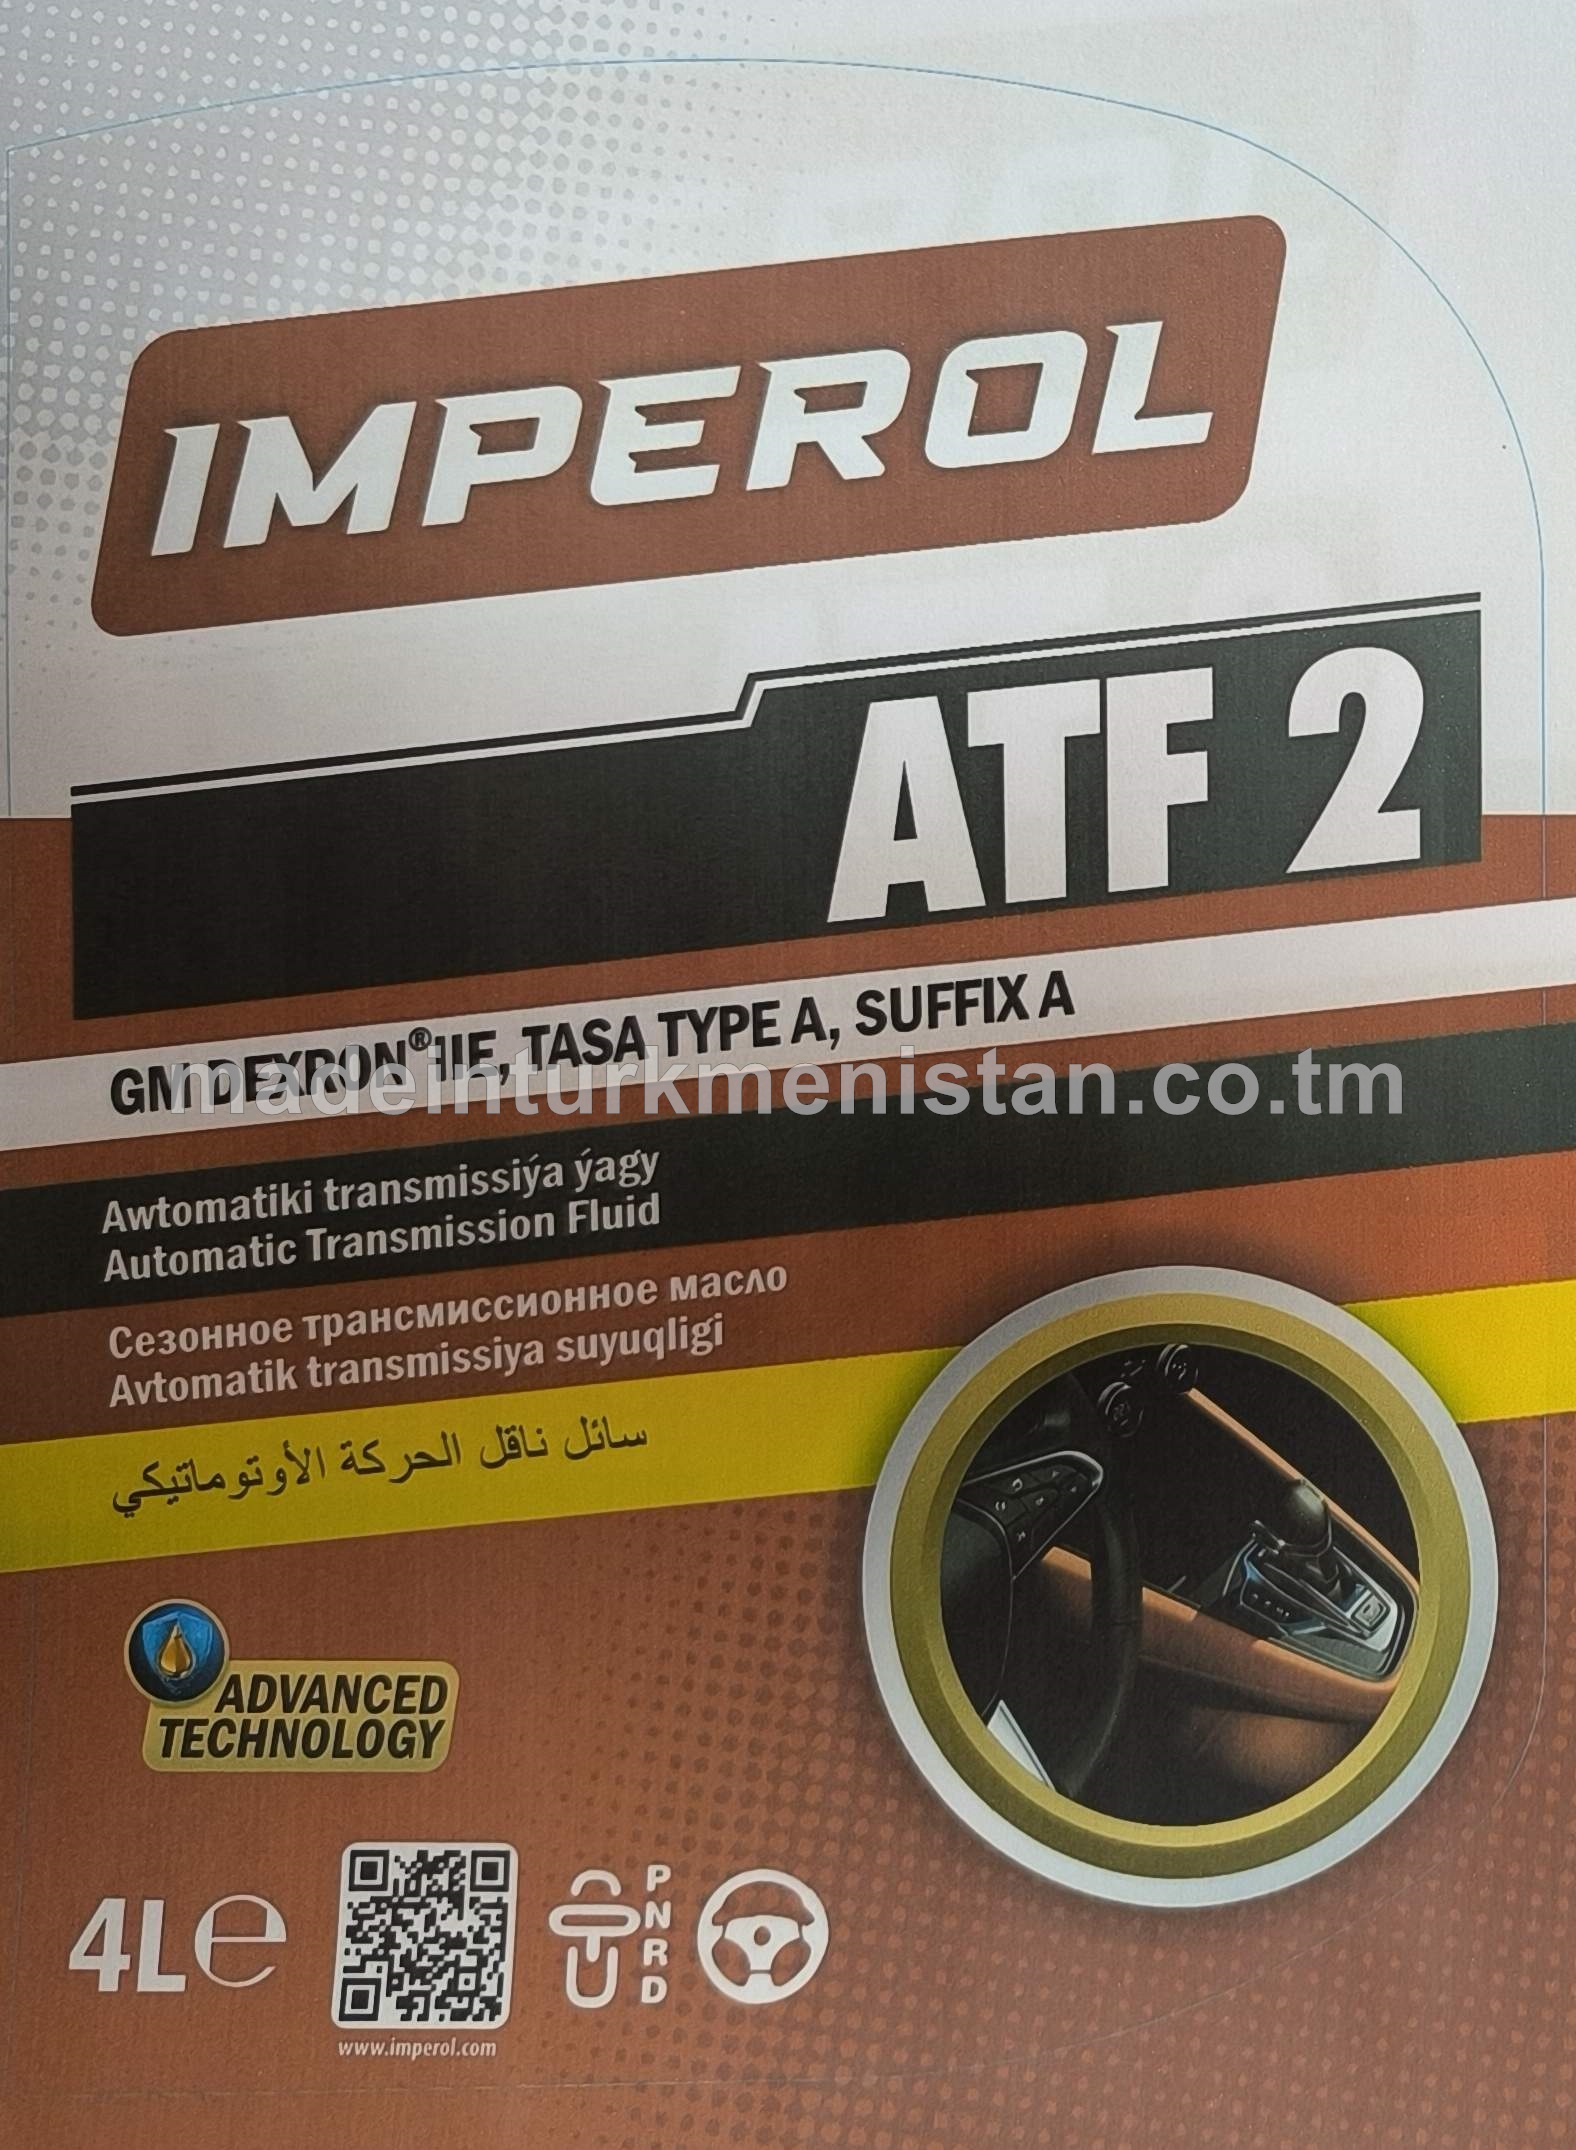 IMPEROL
ATF 2
GM DEXRON® IIE, TASA TYPE A, SUFFIX A
madeinturkmenistan.co.tm
Awtomatiki transmissiýa ýagy
Automatic Transmission Fluid
Сезонное трансмиссионное масло
Avtomatik transmissiya suyuqligi
سائل ناقل الحركة الأوتوماتيكي
ADVANCED
TECHNOLOGY
4L℮
P
N
R
D
www.imperol.com